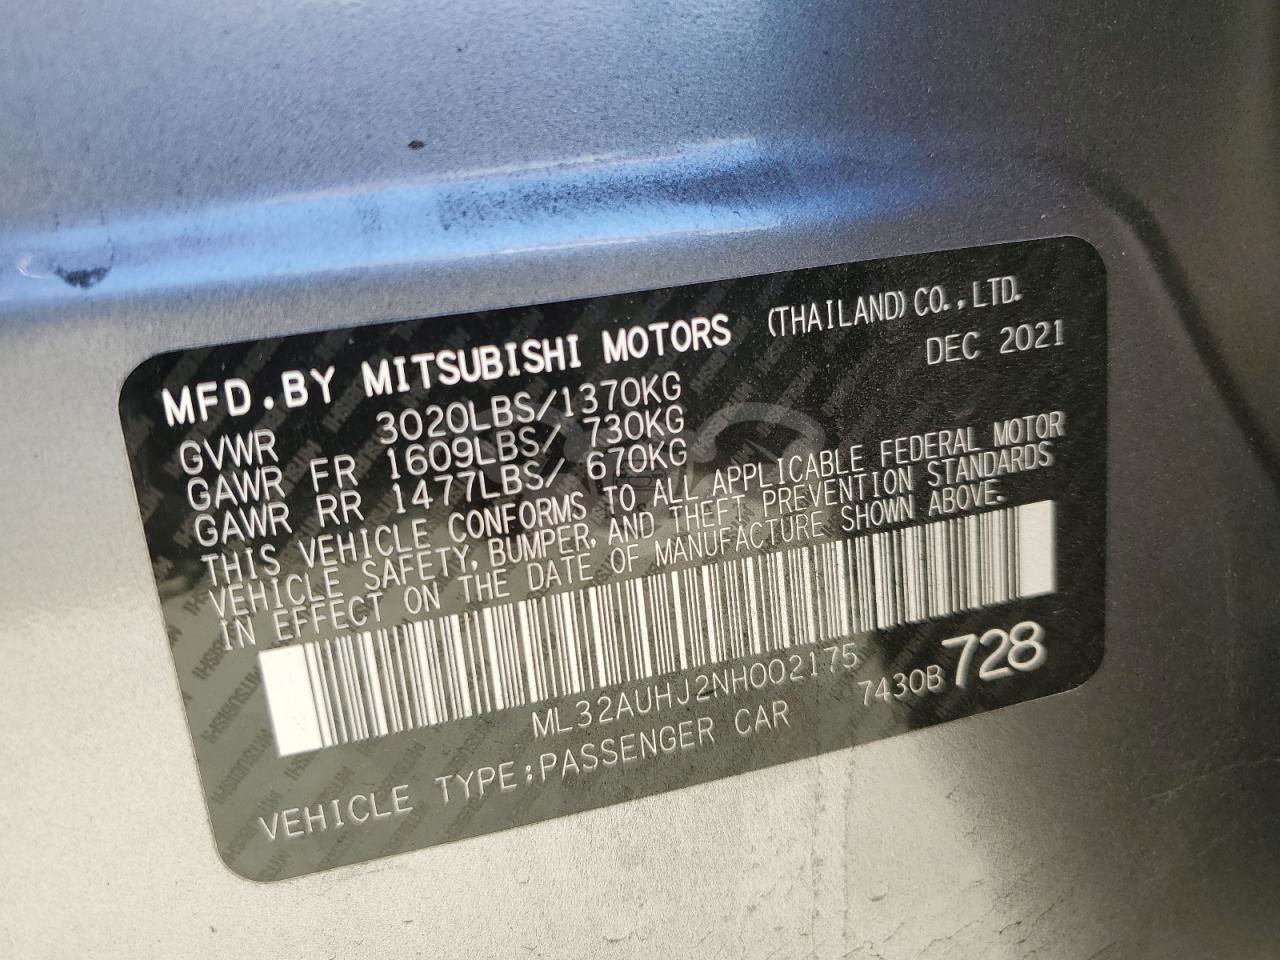 MFD.BY MITSUBISHI MOTORS (THAILAND) CO., LTD.
DEC 2021
GVWR 3020LBS/1370KG
GAWR FR 1609LBS/ 730KG
GAWR RR 1477LBS/ 670KG
THIS VEHICLE CONFORMS TO ALL APPLICABLE FEDERAL MOTOR
VEHICLE SAFETY, BUMPER, AND THEFT PREVENTION STANDARDS
IN EFFECT ON THE DATE OF MANUFACTURE SHOWN ABOVE.
ML32AUHJ2NH002175
7430B 728
VEHICLE TYPE:PASSENGER CAR